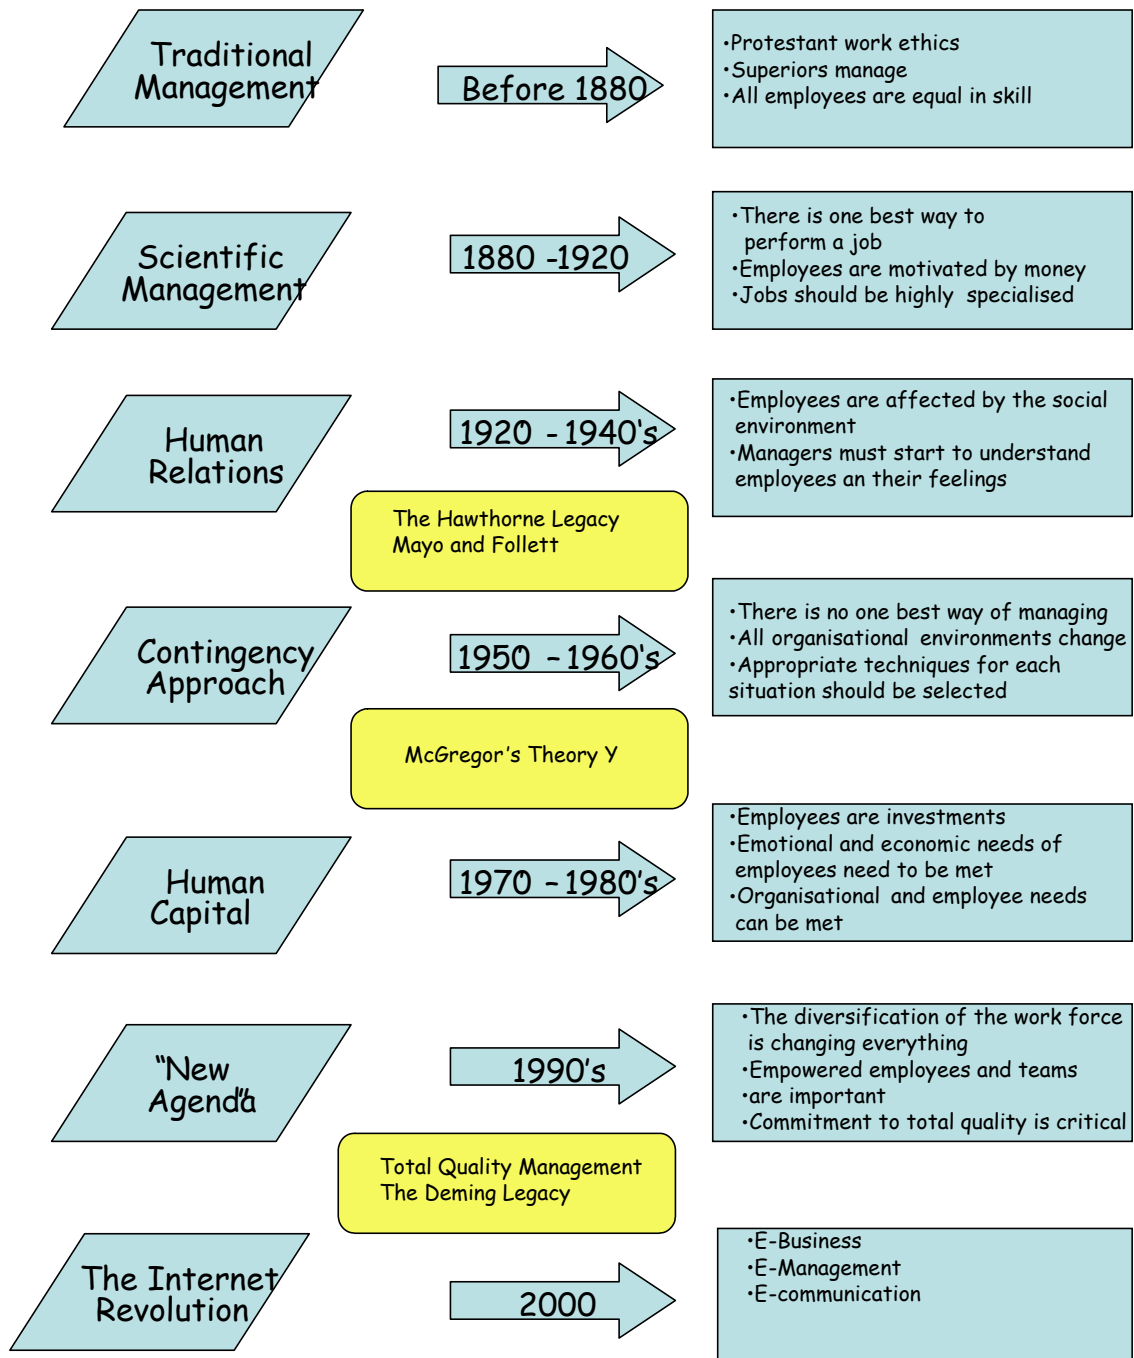 Traditional
Management
Before 1880
•Protestant work ethics
•Superiors manage
•All employees are equal in skill
Scientific
Management
1880 -1920
•There is one best way to
perform a job
•Employees are motivated by money
•Jobs should be highly specialised
Human
Relations
1920' - 1940's
•Employees are affected by the social
environment
•Managers must start to understand
employees an their feelings
The Hawthorne Legacy
Mayo and Follett
Contingency
Approach
1950' – 1960's
•There is no one best way of managing
•All organisational environments change
•Appropriate techniques for each
situation should be selected
McGregor's Theory Y
Human
Capital
1970' – 1980's
•Employees are investments
•Emotional and economic needs of
employees need to be met
•Organisational and employee needs
can be met
"New
Agenda"
1990's
•The diversification of the work force
is changing everything
•Empowered employees and teams
•are important
•Commitment to total quality is critical
Total Quality Management
The Deming Legacy
The Internet
Revolution
2000
•E-Business
•E-Management
•E-communication